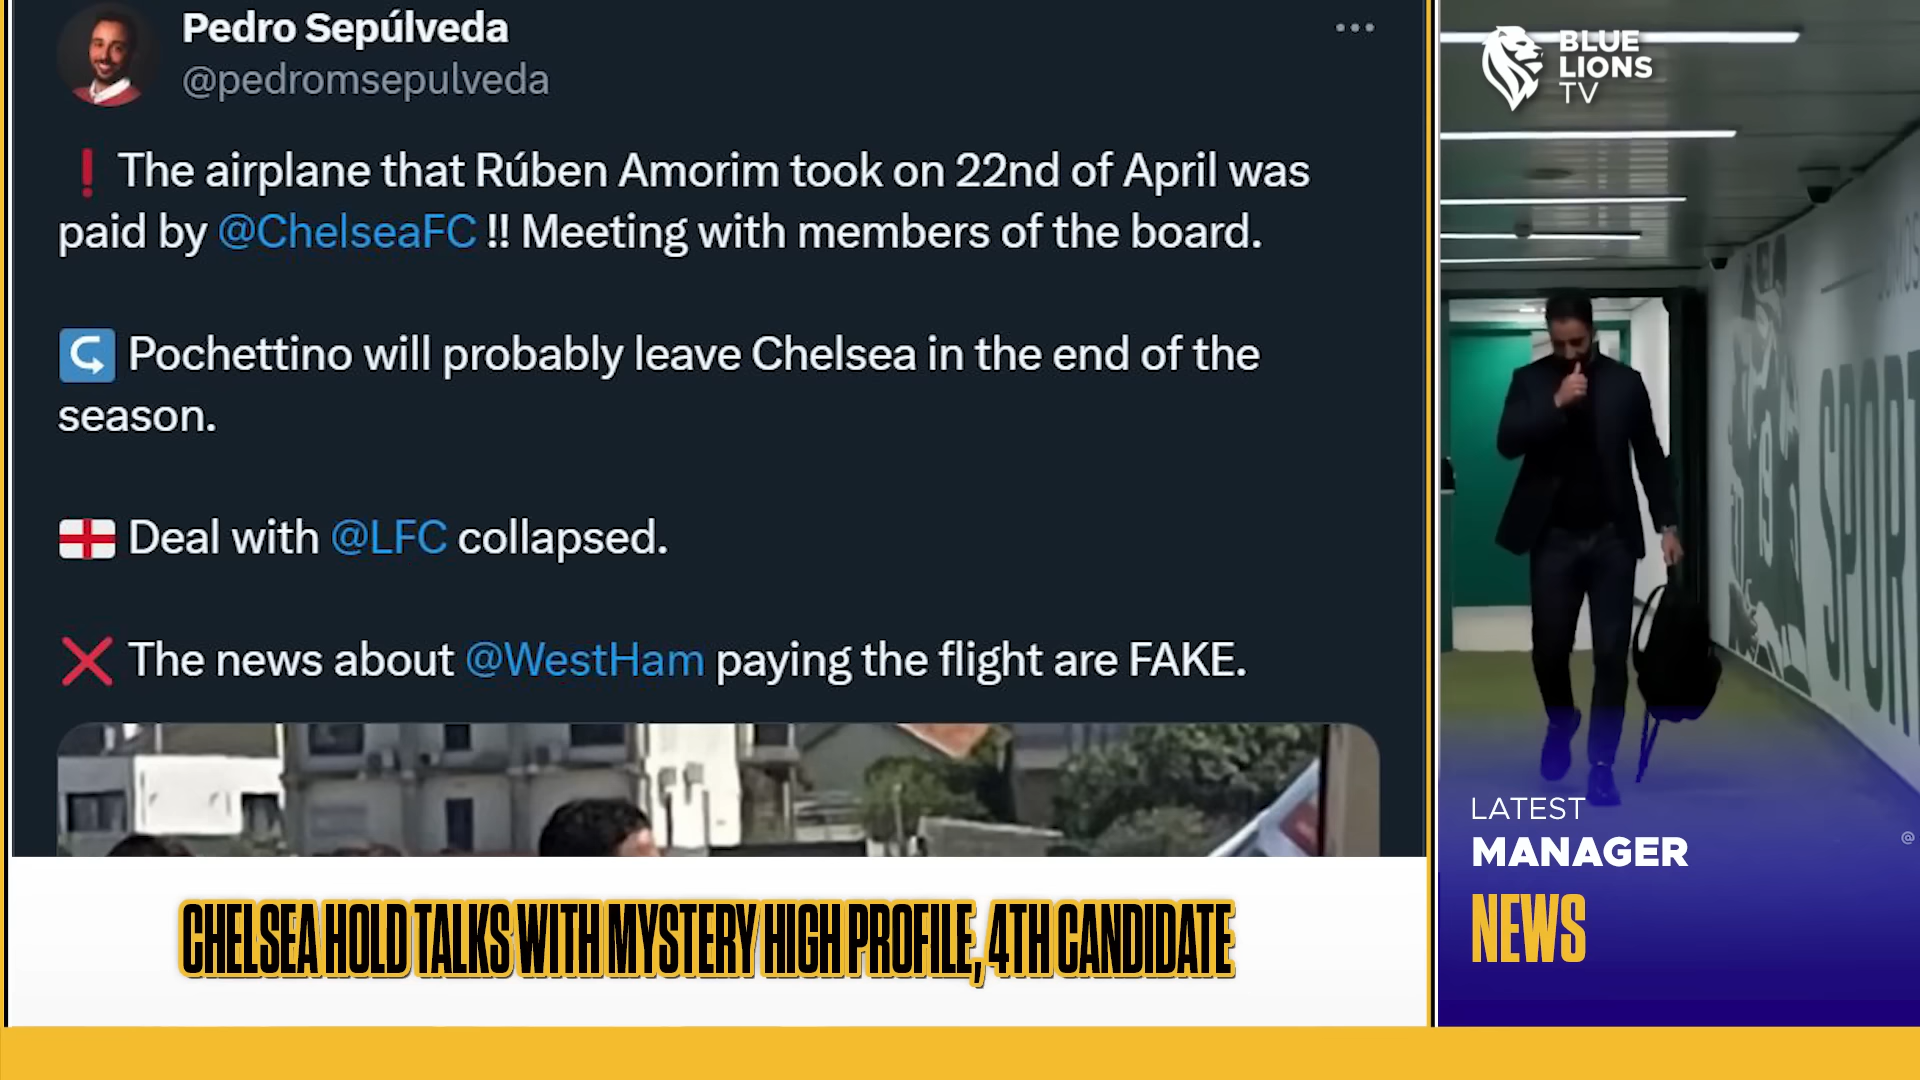 Pedro Sepúlveda
@pedromsepulveda
❗ The airplane that Rúben Amorim took on 22nd of April was
paid by @ChelseaFC !! Meeting with members of the board.
Pochettino will probably leave Chelsea in the end of the
season.
Deal with @LFC collapsed.
❌ The news about @WestHam paying the flight are FAKE.
CHELSEA HOLD TALKS WITH MYSTERY HIGH PROFILE, 4TH CANDIDATE
BLUE
LIONS
TV
SPORT
LATEST
MANAGER
NEWS
@